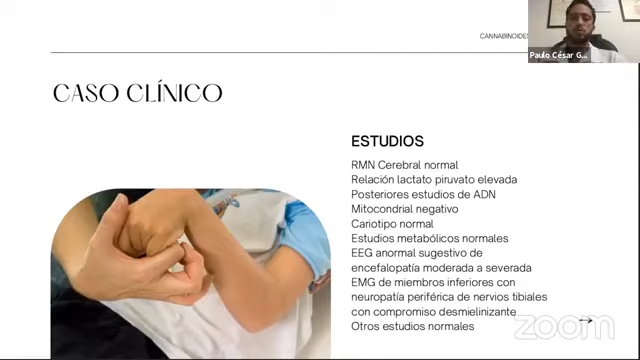 CANNABINOIDES
Paulo César G...
CASO CLÍNICO
ESTUDIOS
RMN Cerebral normal
Relación lactato piruvato elevada
Posteriores estudios de ADN
Mitocondrial negativo
Cariotipo normal
Estudios metabólicos normales
EEG anormal sugestivo de
encefalopatía moderada a severada
EMG de miembros inferiores con
neuropatía periférica de nervios tibiales
con compromiso desmielinizante
Otros estudios normales
zoom